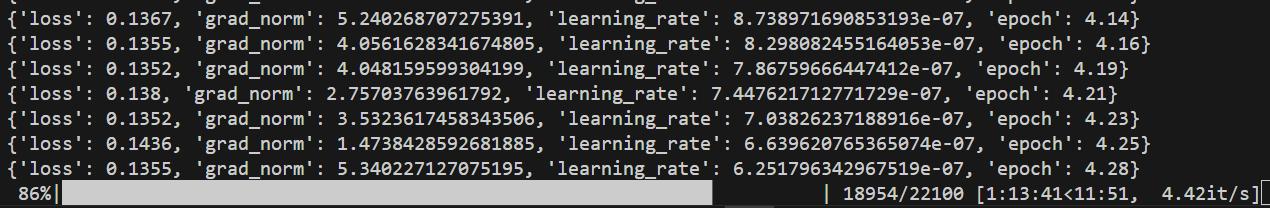 {'loss': 0.1367, 'grad_norm': 5.240268707275391, 'learning_rate': 8.738971690853193e-07, 'epoch': 4.14}
{'loss': 0.1355, 'grad_norm': 4.0561628341674805, 'learning_rate': 8.298082455164053e-07, 'epoch': 4.16}
{'loss': 0.1352, 'grad_norm': 4.048159599304199, 'learning_rate': 7.86759666447412e-07, 'epoch': 4.19}
{'loss': 0.138, 'grad_norm': 2.75703763961792, 'learning_rate': 7.447621712771729e-07, 'epoch': 4.21}
{'loss': 0.1352, 'grad_norm': 3.5323617458343506, 'learning_rate': 7.03826237188916e-07, 'epoch': 4.23}
{'loss': 0.1436, 'grad_norm': 1.4738428592681885, 'learning_rate': 6.639620765365074e-07, 'epoch': 4.25}
{'loss': 0.1355, 'grad_norm': 5.340227127075195, 'learning_rate': 6.251796342967519e-07, 'epoch': 4.28}
86%| | 18954/22100 [1:13:41<11:51, 4.42it/s]